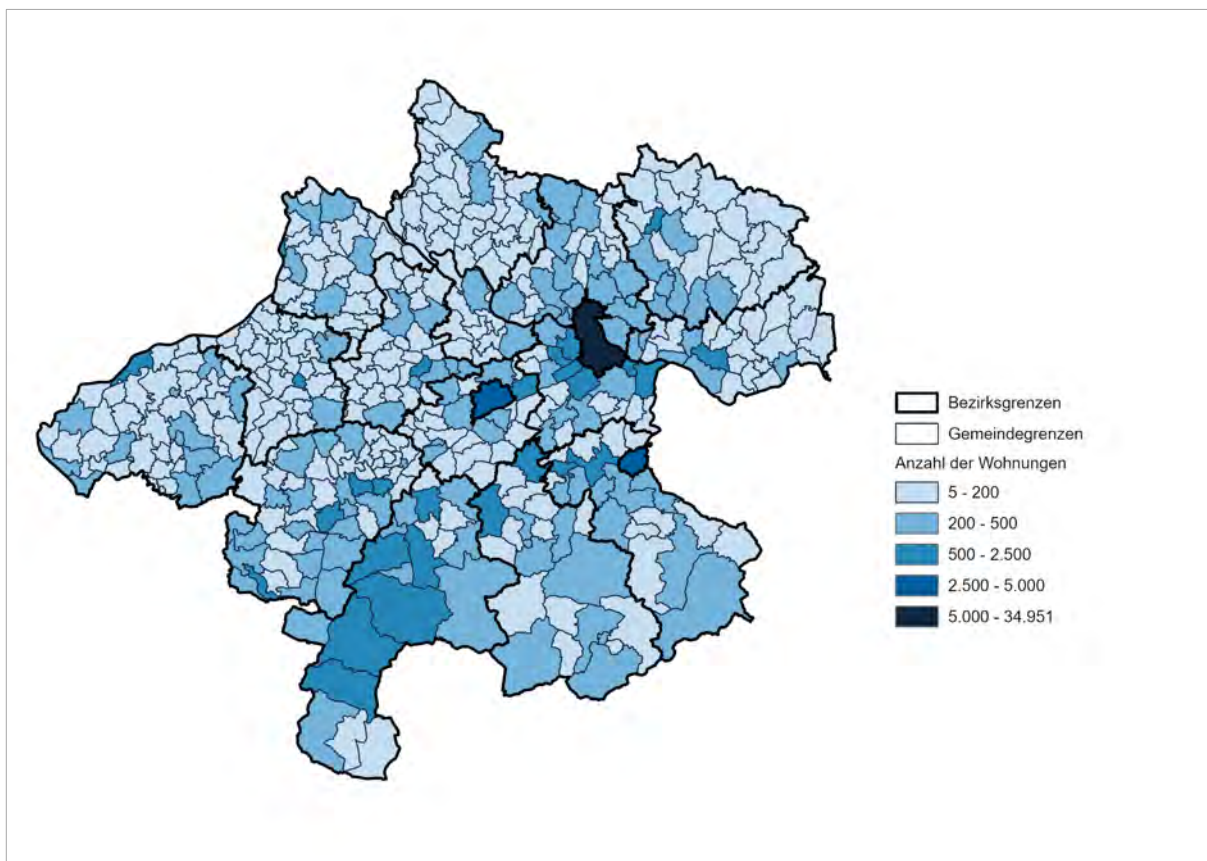 Bezirksgrenzen
Gemeindegrenzen
Anzahl der Wohnungen
5 - 200
200 - 500
500 - 2.500
2.500 - 5.000
5.000 - 34.951